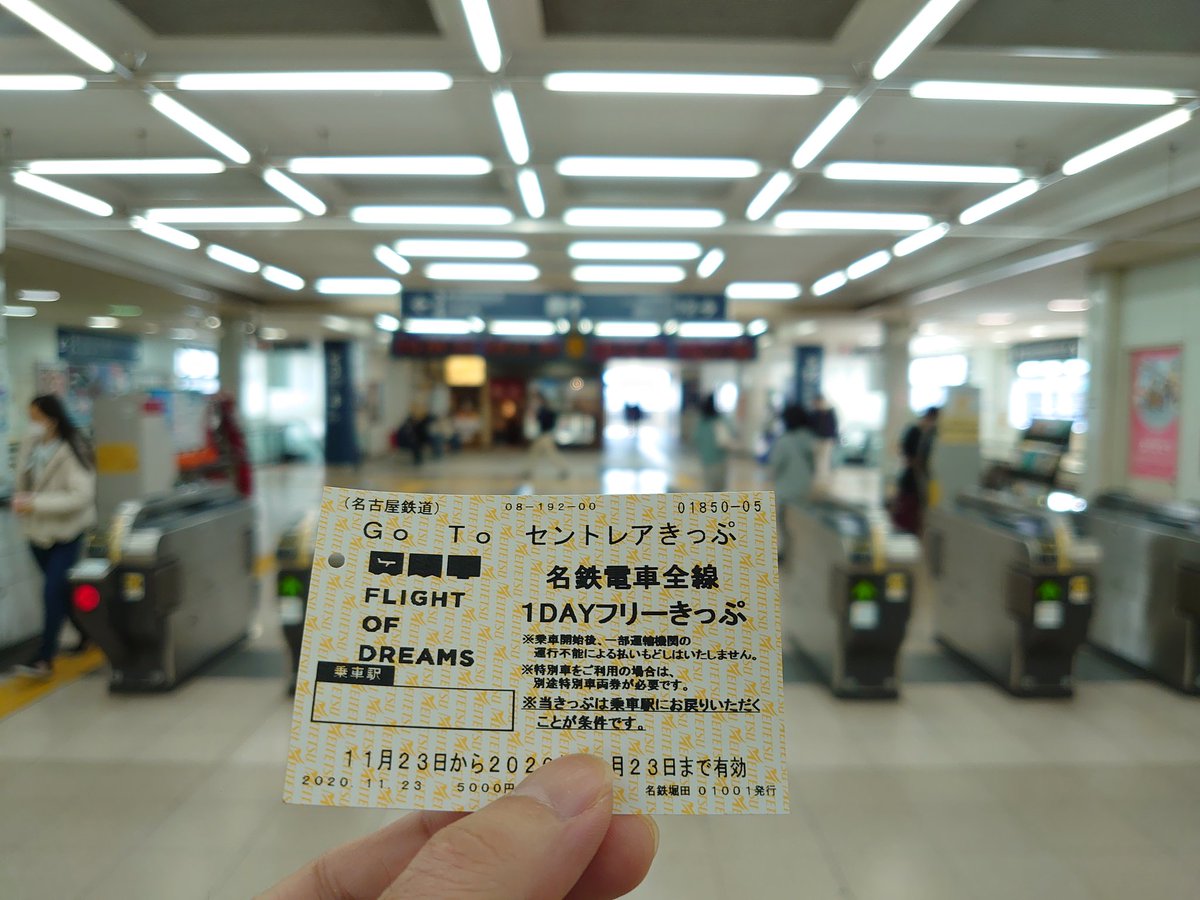 (名古屋鉄道) 08-192-00 01850-05
Go To セントレアきっぷ
FLIGHT
OF
DREAMS
名鉄電車全線
1DAYフリーきっぷ
※乗車開始後、一部運輸機関の
運行不能による払いもどしはいたしません。
※特別車をご利用の場合は、
別途特別車両券が必要です。
※当きっぷは乗車駅にお戻りいただく
ことが条件です。
乗車駅
11月23日から202 月23日まで有効
2020.11.23 5000円 名鉄堀田 01001発行